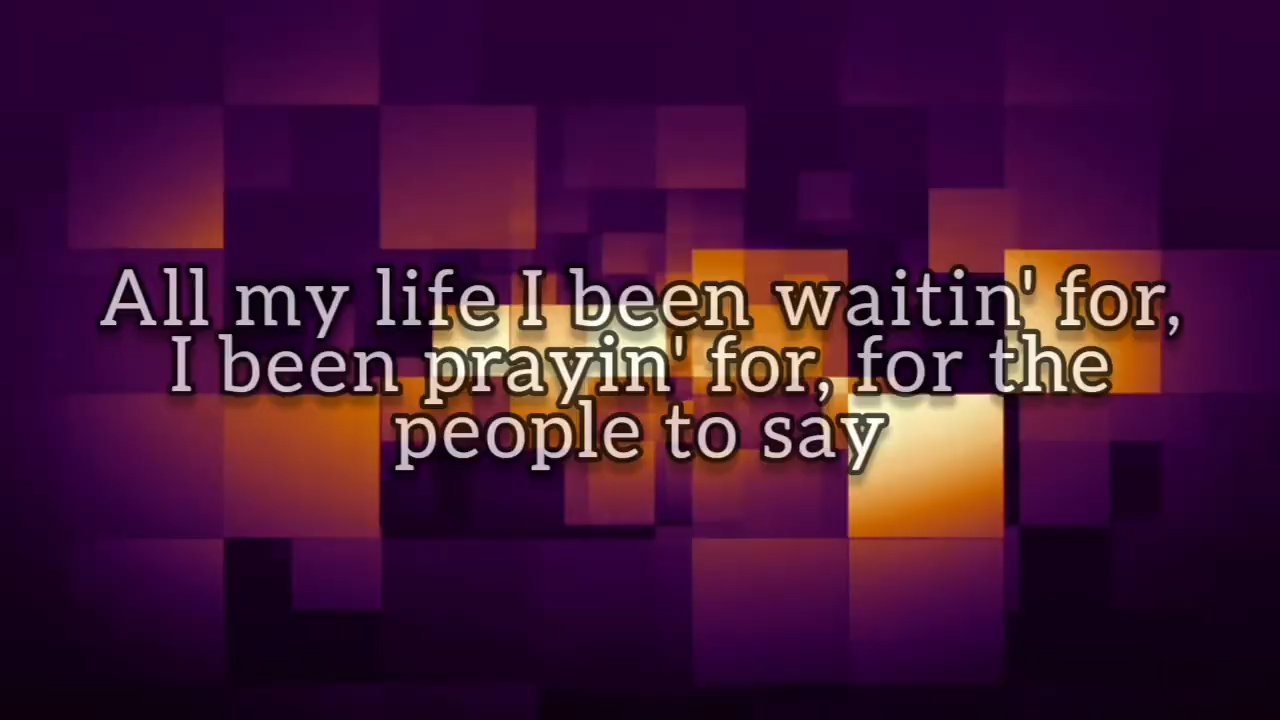 All my life I been waitin' for,
I been prayin' for, for the
people to say